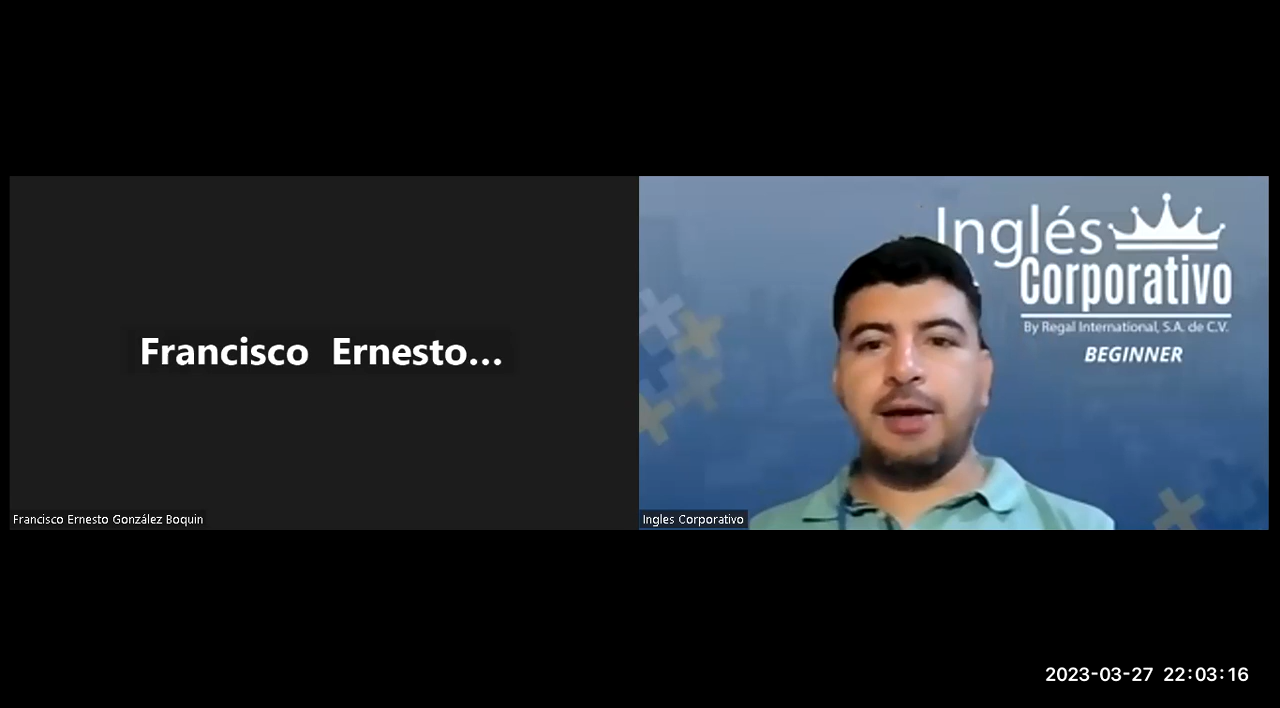 Francisco Ernesto...
Francisco Ernesto González Boquin
Inglés
Corporativo
By Regal International, S.A. de C.V.
BEGINNER
Ingles Corporativo
2023-03-27 22:03:16